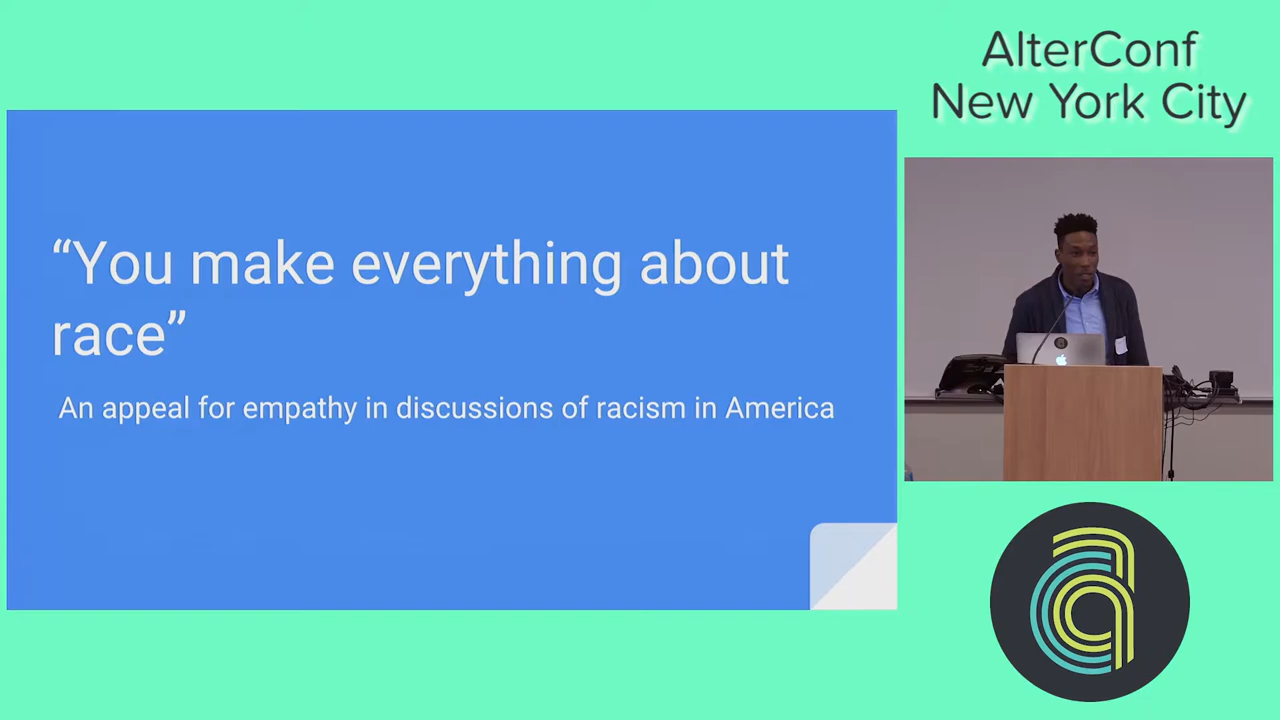 AlterConf
New York City
“You make everything about
race”
An appeal for empathy in discussions of racism in America